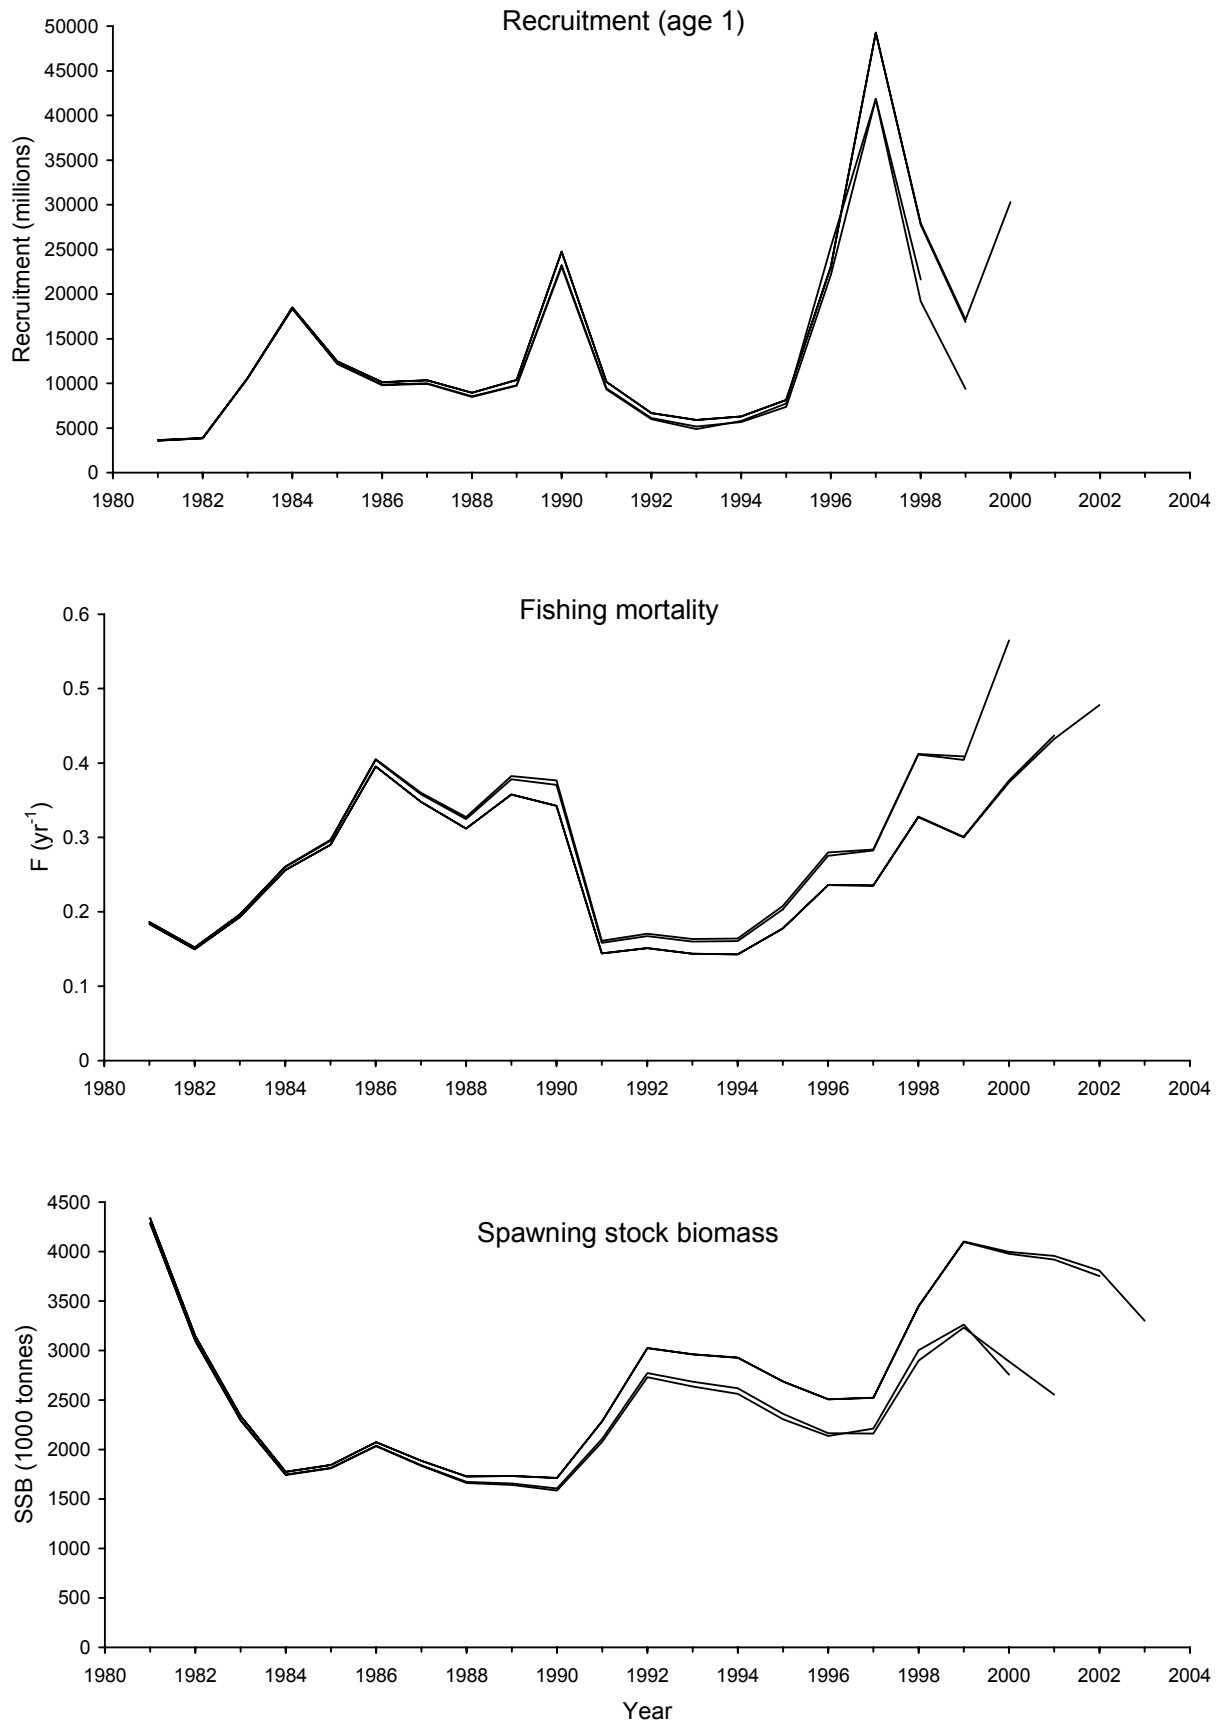 Recruitment (age 1)
Recruitment (millions)
50000
45000
40000
35000
30000
25000
20000
15000
10000
5000
0
1980 1982 1984 1986 1988 1990 1992 1994 1996 1998 2000 2002 2004
Fishing mortality
F (yr⁻¹)
0.6
0.5
0.4
0.3
0.2
0.1
0
1980 1982 1984 1986 1988 1990 1992 1994 1996 1998 2000 2002 2004
Spawning stock biomass
SSB (1000 tonnes)
4500
4000
3500
3000
2500
2000
1500
1000
500
0
1980 1982 1984 1986 1988 1990 1992 1994 1996 1998 2000 2002 2004
Year